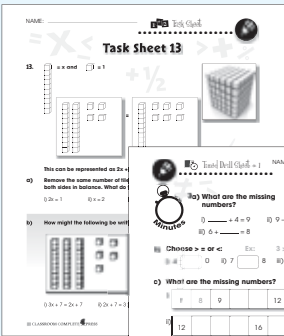 NAME:
Task Sheet
Task Sheet 13
13.
= x and
= 1
=
This can be represented as 2x +
a) Remove the same number of tiles
both sides in balance. What do
i) 2x = 1 ii) x = 2
b) How might the following be writ
i) 3x + 7 = 2x + 7 ii) 2x + 7 = 3
CLASSROOM COMPLETE PRESS
Timed Drill Sheet # 1
NAM
3 Minutes
a) What are the missing
numbers?
i) + 4 = 9 ii) 9 -
iii) 6 + = 8
Choose > = or <: Ex:
0 ii) 7 8 iii)
c) What are the missing numbers?
8 9 12
12 16